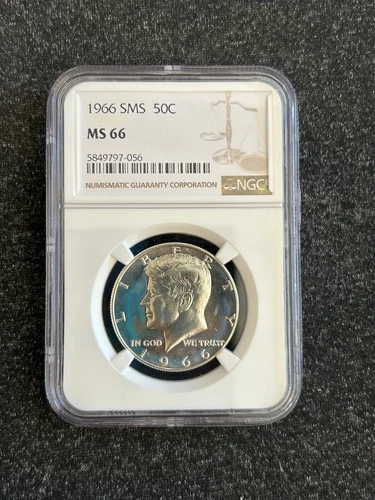 1966 SMS 50C
MS 66
5849797-056
NUMISMATIC GUARANTY CORPORATION
NGC
LIBERTY
IN GOD WE TRUST
1966